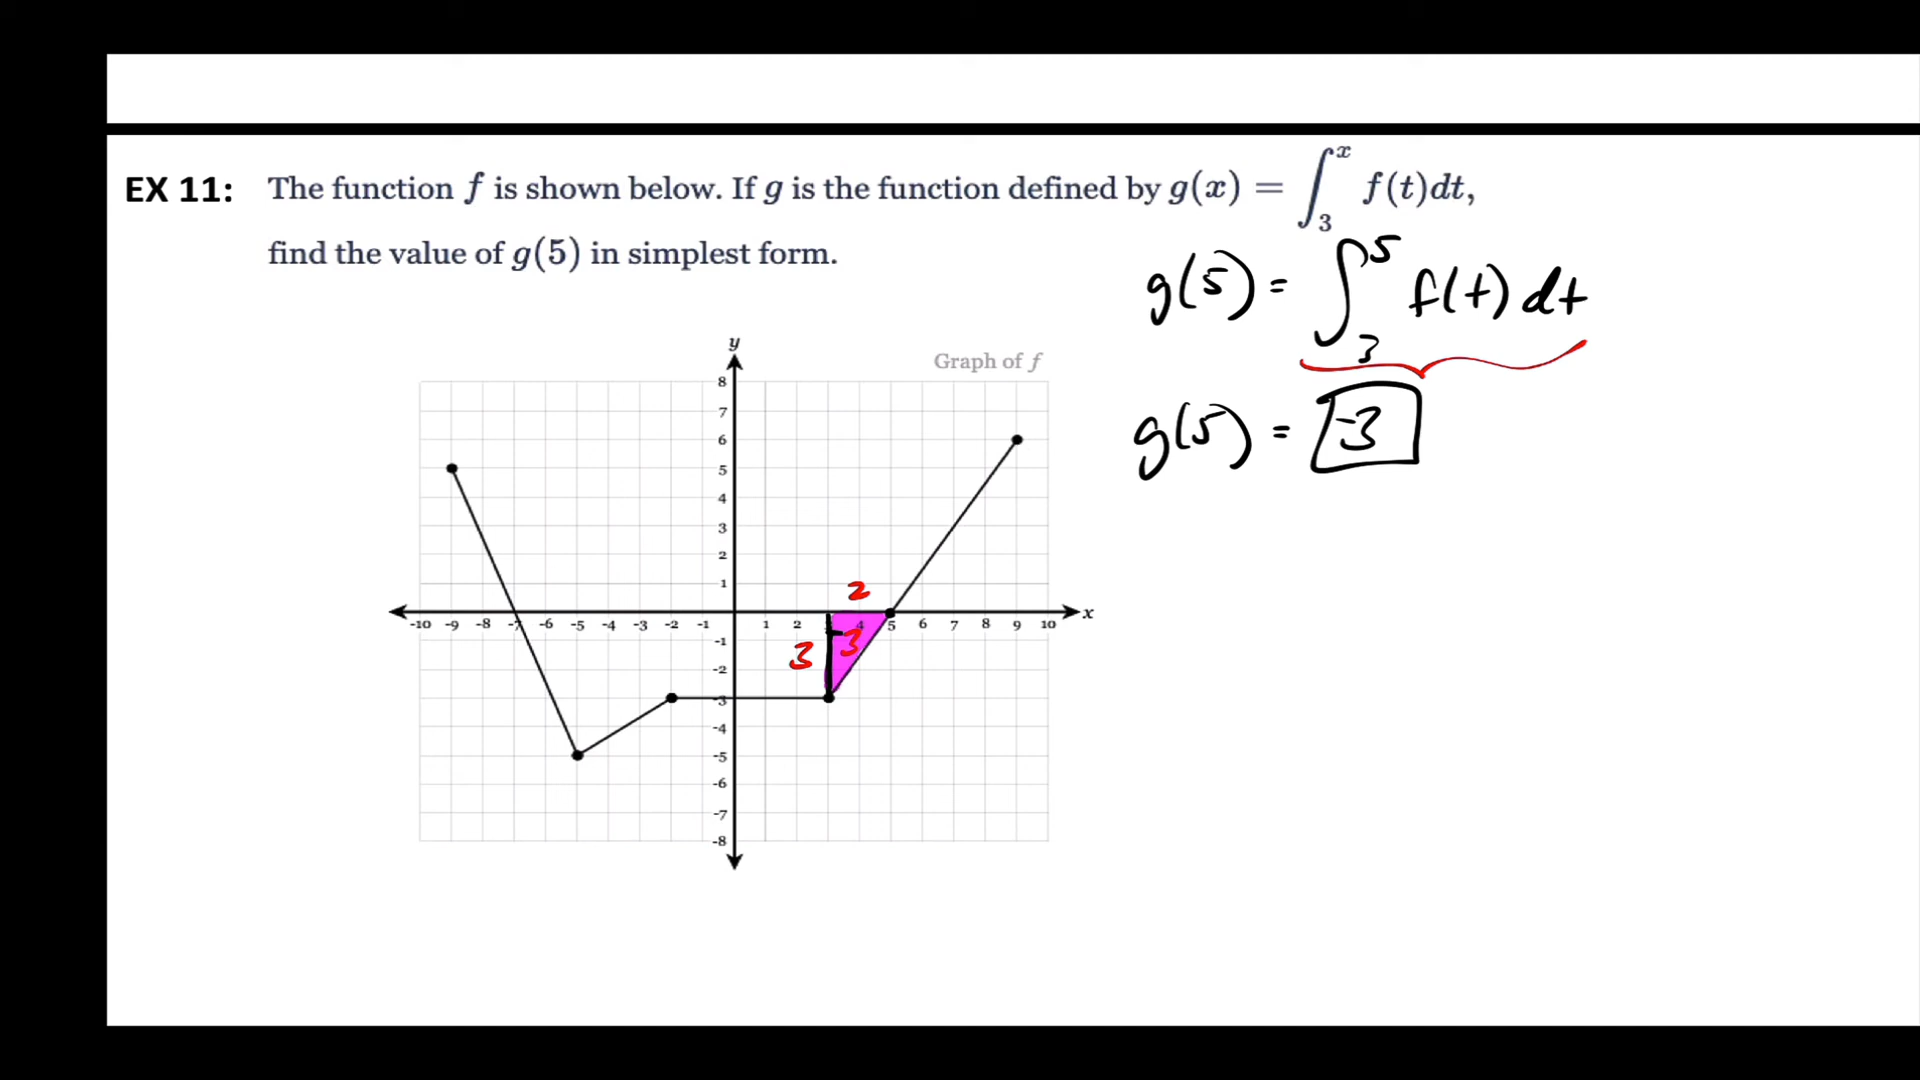 EX 11: The function f is shown below. If g is the function defined by g(x) = ∫₃ˣ f(t)dt,
find the value of g(5) in simplest form.
g(5) = ∫₃⁵ f(t) dt
g(5) = -3
y
Graph of f
8
7
6
5
4
3
2
1
2
x
-10 -9 -8 -7 -6 -5 -4 -3 -2 -1 1 2 4 5 6 7 8 9 10
3
3
-1
-2
-3
-4
-5
-6
-7
-8